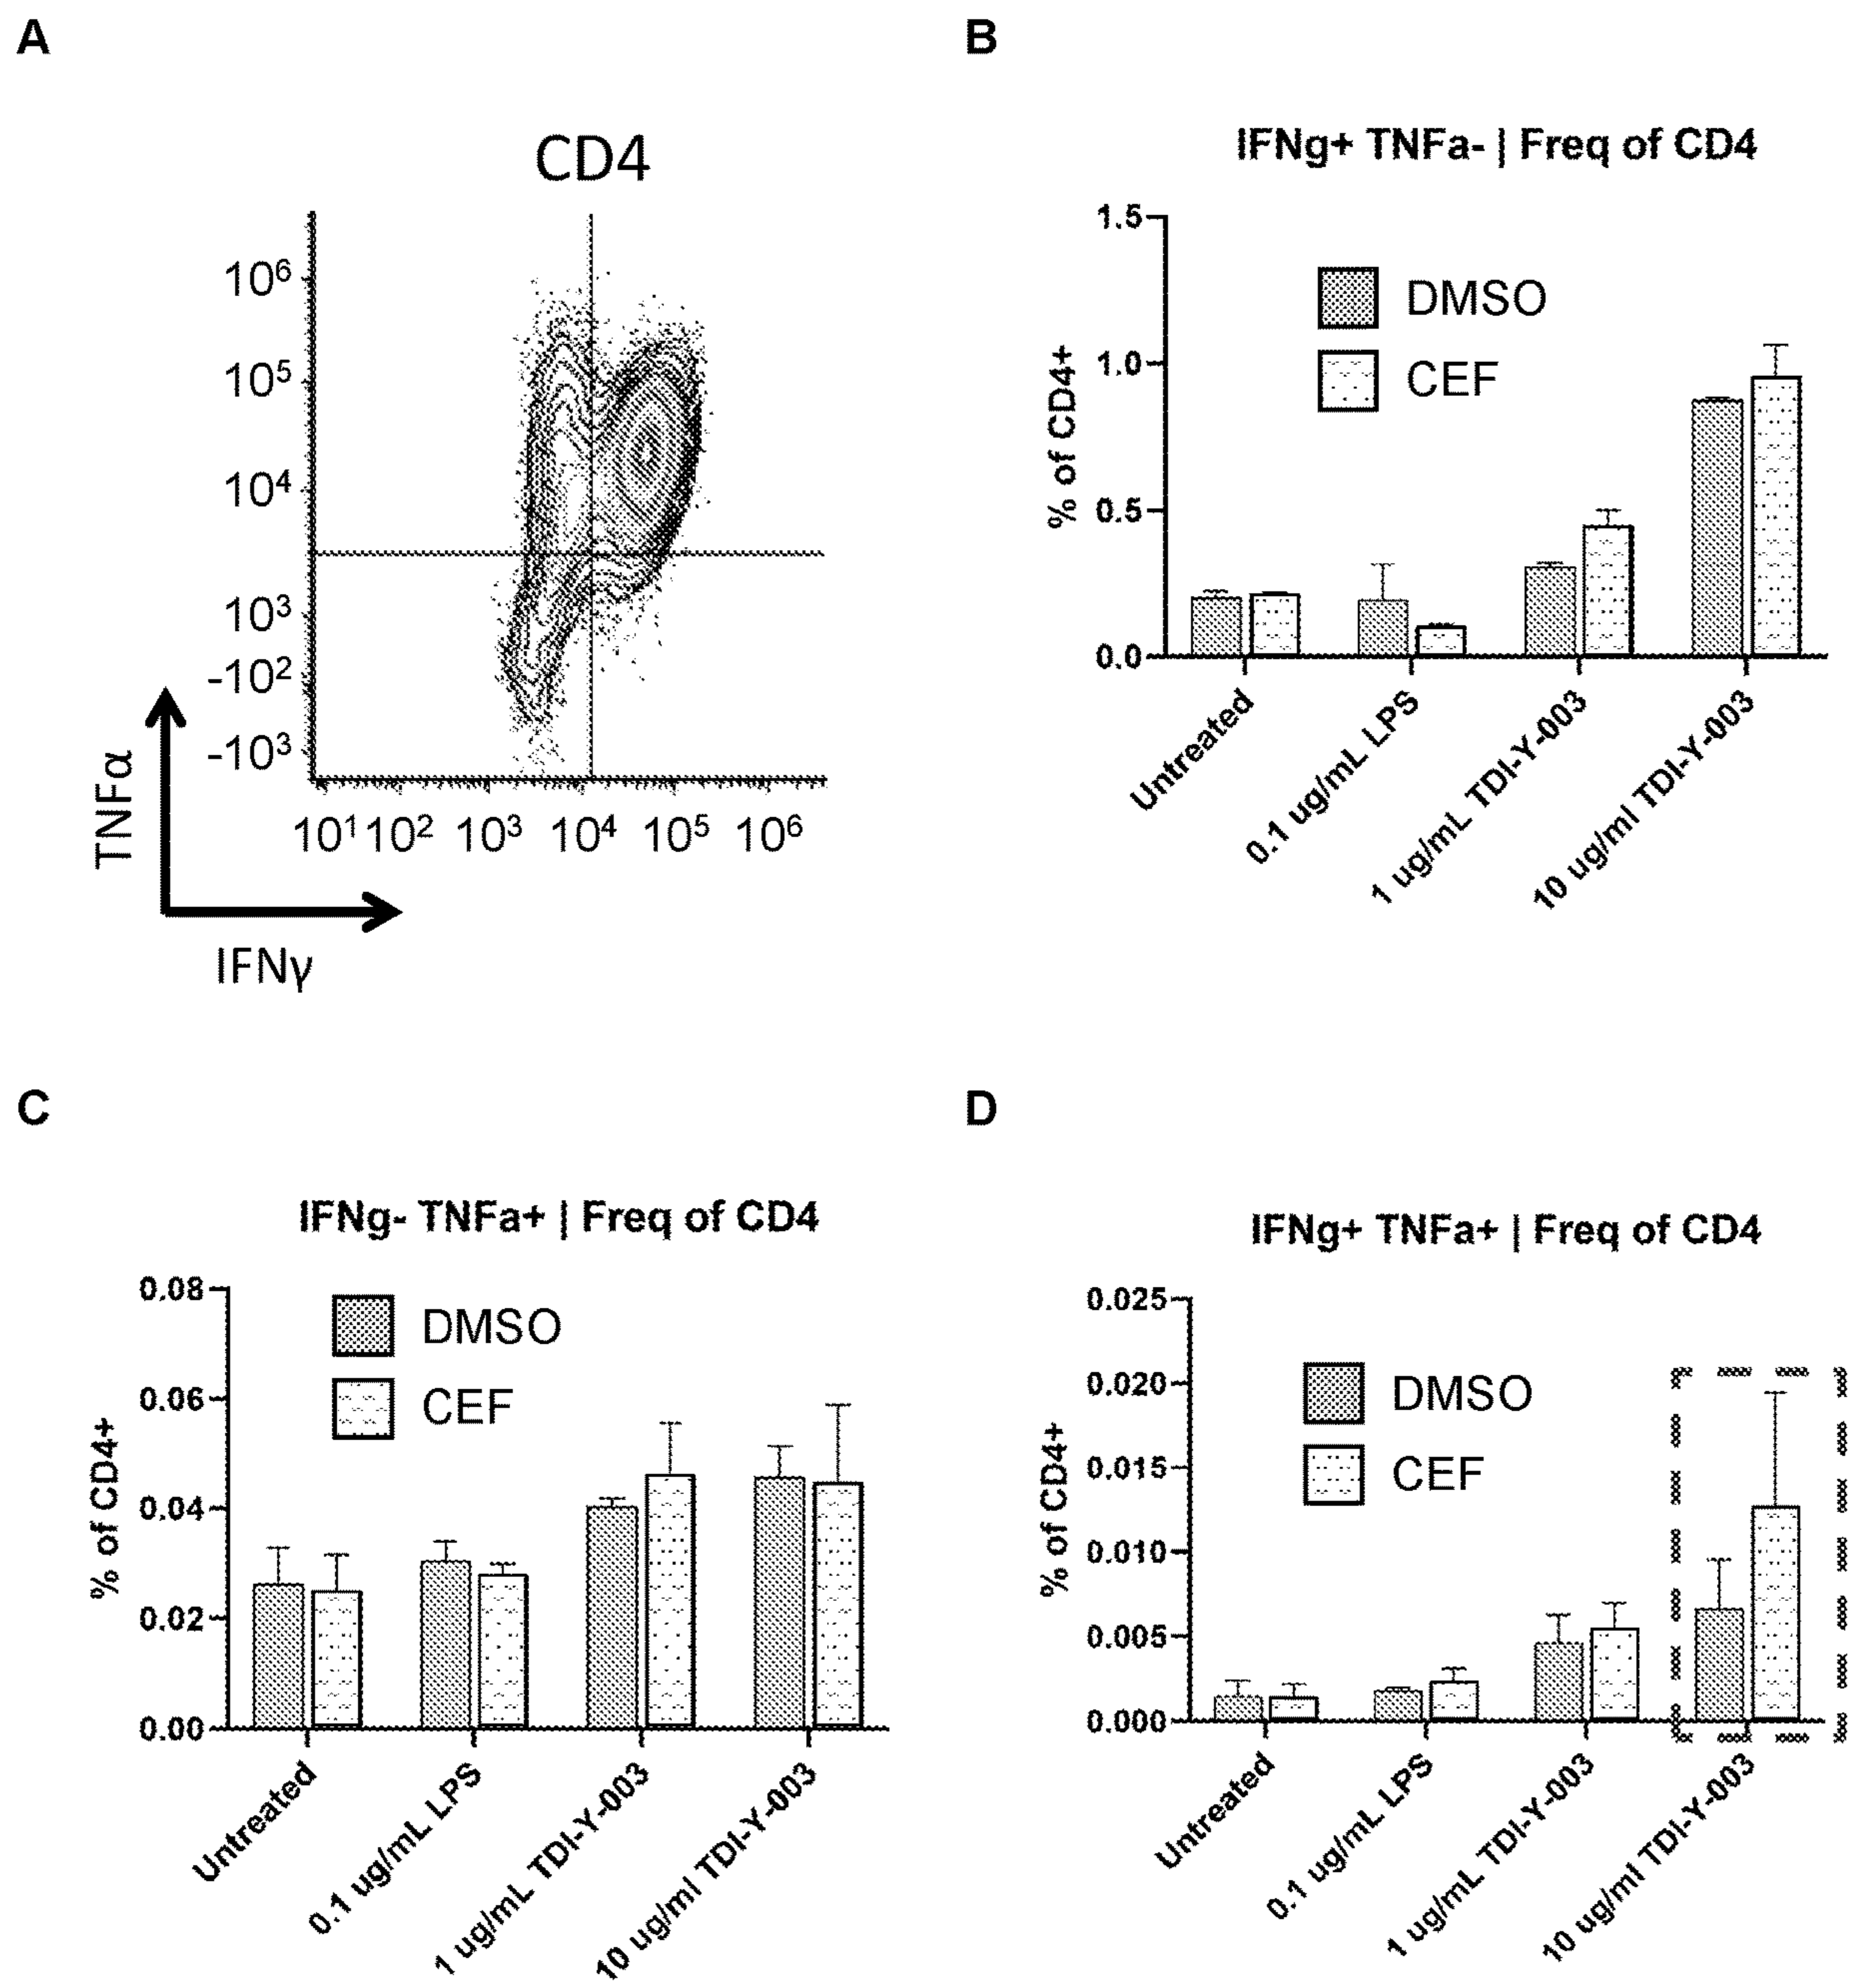 A
CD4
10⁶
10⁵
10⁴
10³
-10²
-10³
TNFα
10¹ 10² 10³ 10⁴ 10⁵ 10⁶
IFNγ
B
IFNg+ TNFa- | Freq of CD4
% of CD4+
1.5
1.0
0.5
0.0
DMSO
CEF
Untreated
0.1 ug/mL LPS
1 ug/mL TDI-Y-003
10 ug/ml TDI-Y-003
C
IFNg- TNFa+ | Freq of CD4
% of CD4+
0.08
0.06
0.04
0.02
0.00
DMSO
CEF
Untreated
0.1 ug/mL LPS
1 ug/mL TDI-Y-003
10 ug/ml TDI-Y-003
D
IFNg+ TNFa+ | Freq of CD4
% of CD4+
0.025
0.020
0.015
0.010
0.005
0.000
DMSO
CEF
Untreated
0.1 ug/mL LPS
1 ug/mL TDI-Y-003
10 ug/ml TDI-Y-003